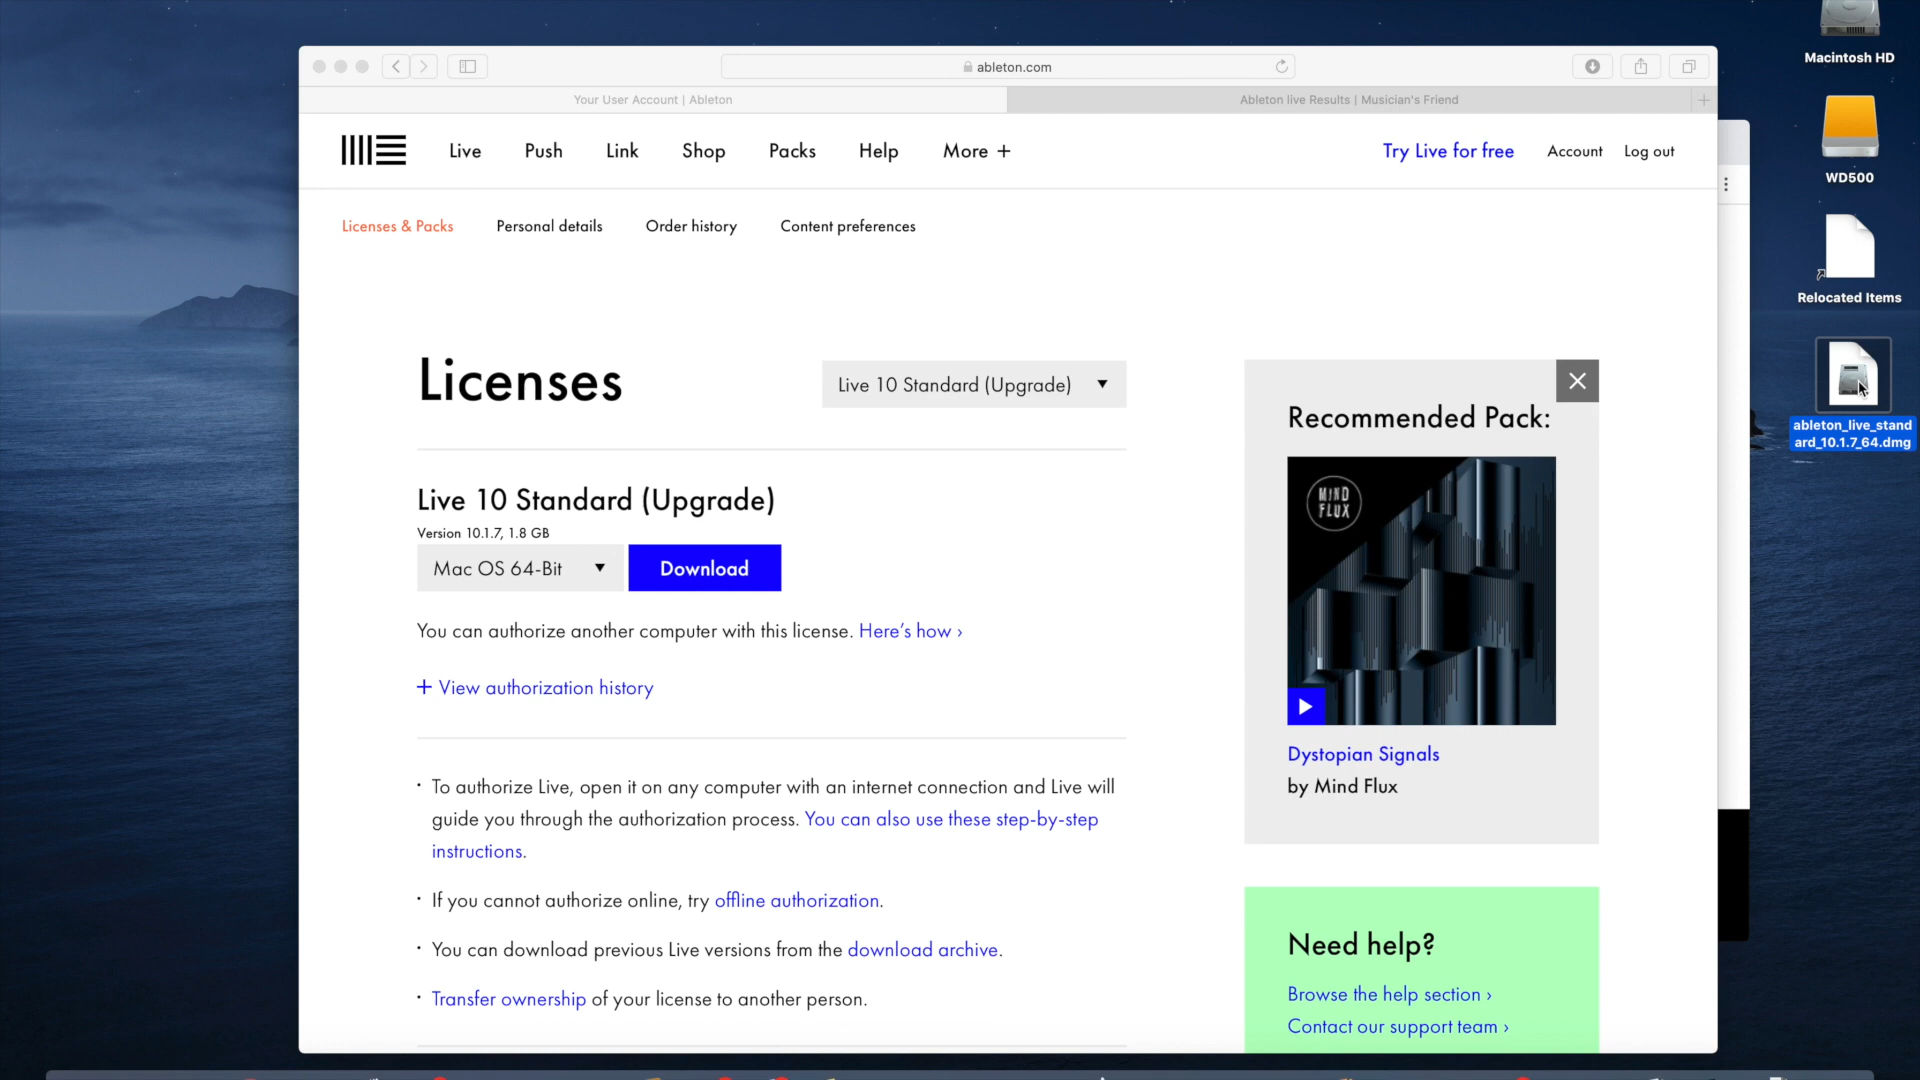 ableton.com
Your User Account | Ableton
Ableton live Results | Musician's Friend
Live
Push
Link
Shop
Packs
Help
More +
Try Live for free
Account
Log out
Licenses & Packs
Personal details
Order history
Content preferences
Licenses
Live 10 Standard (Upgrade)
Live 10 Standard (Upgrade)
Version 10.1.7, 1.8 GB
Mac OS 64-Bit
Download
You can authorize another computer with this license. Here's how ›
+ View authorization history
· To authorize Live, open it on any computer with an internet connection and Live will
guide you through the authorization process. You can also use these step-by-step
instructions.
· If you cannot authorize online, try offline authorization.
· You can download previous Live versions from the download archive.
· Transfer ownership of your license to another person.
Recommended Pack:
MIND
FLUX
Dystopian Signals
by Mind Flux
Need help?
Browse the help section ›
Contact our support team ›
Macintosh HD
WD500
Relocated Items
ableton_live_stand
ard_10.1.7_64.dmg